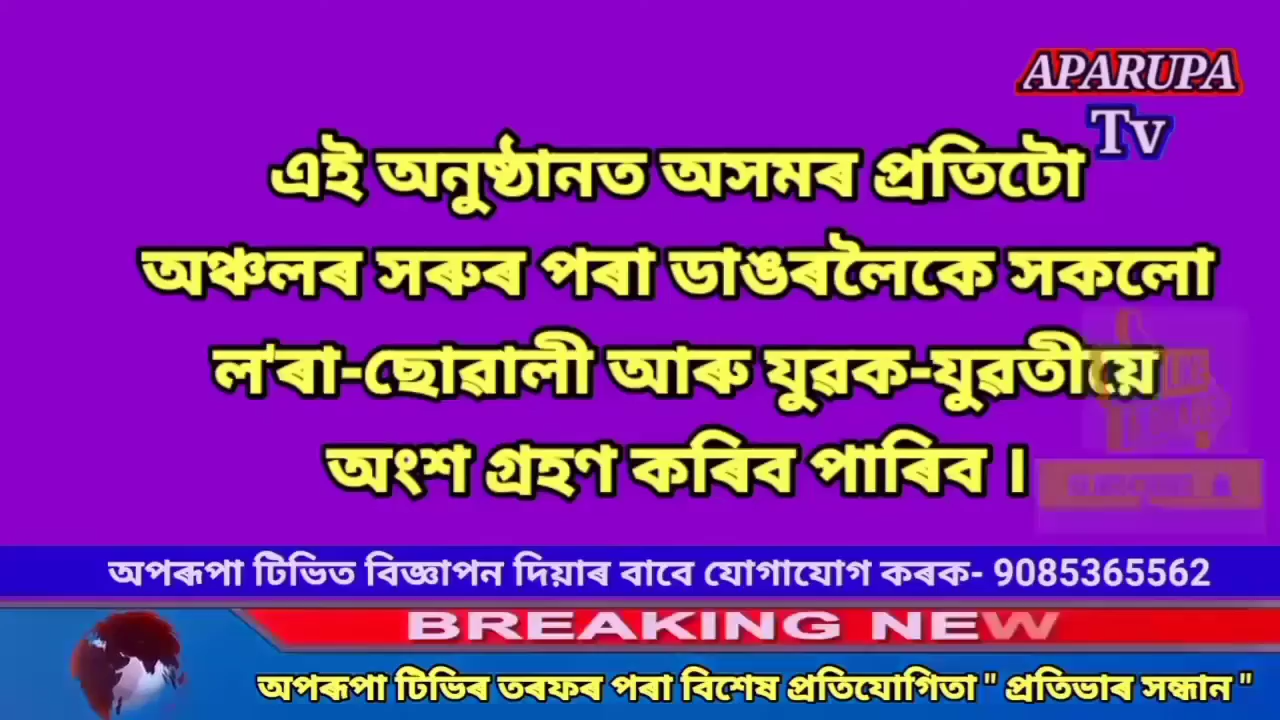 APARUPA
Tv
এই অনুষ্ঠানত অসমৰ প্ৰতিটো
অঞ্চলৰ সৰুৰ পৰা ডাঙৰলৈকে সকলো
ল'ৰা-ছোৱালী আৰু যুৱক-যুৱতীয়ে
অংশ গ্ৰহণ কৰিব পাৰিব ।
অপৰূপা টিভিত বিজ্ঞাপন দিয়াৰ বাবে যোগাযোগ কৰক- 9085365562
BREAKING NEW
অপৰূপা টিভিৰ তৰফৰ পৰা বিশেষ প্ৰতিযোগিতা " প্ৰতিভাৰ সন্ধান "